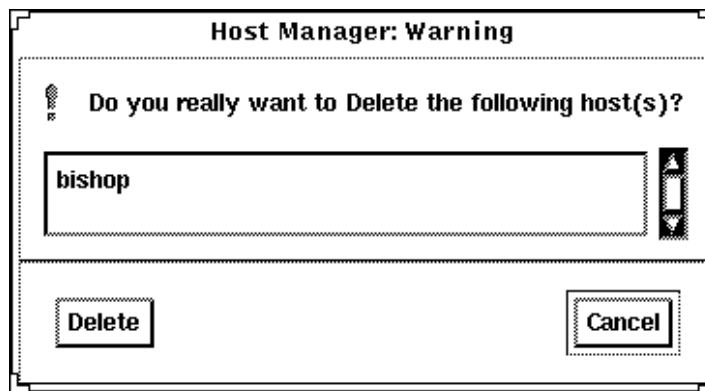 Host Manager: Warning
Do you really want to Delete the following host(s)?
bishop
Delete
Cancel